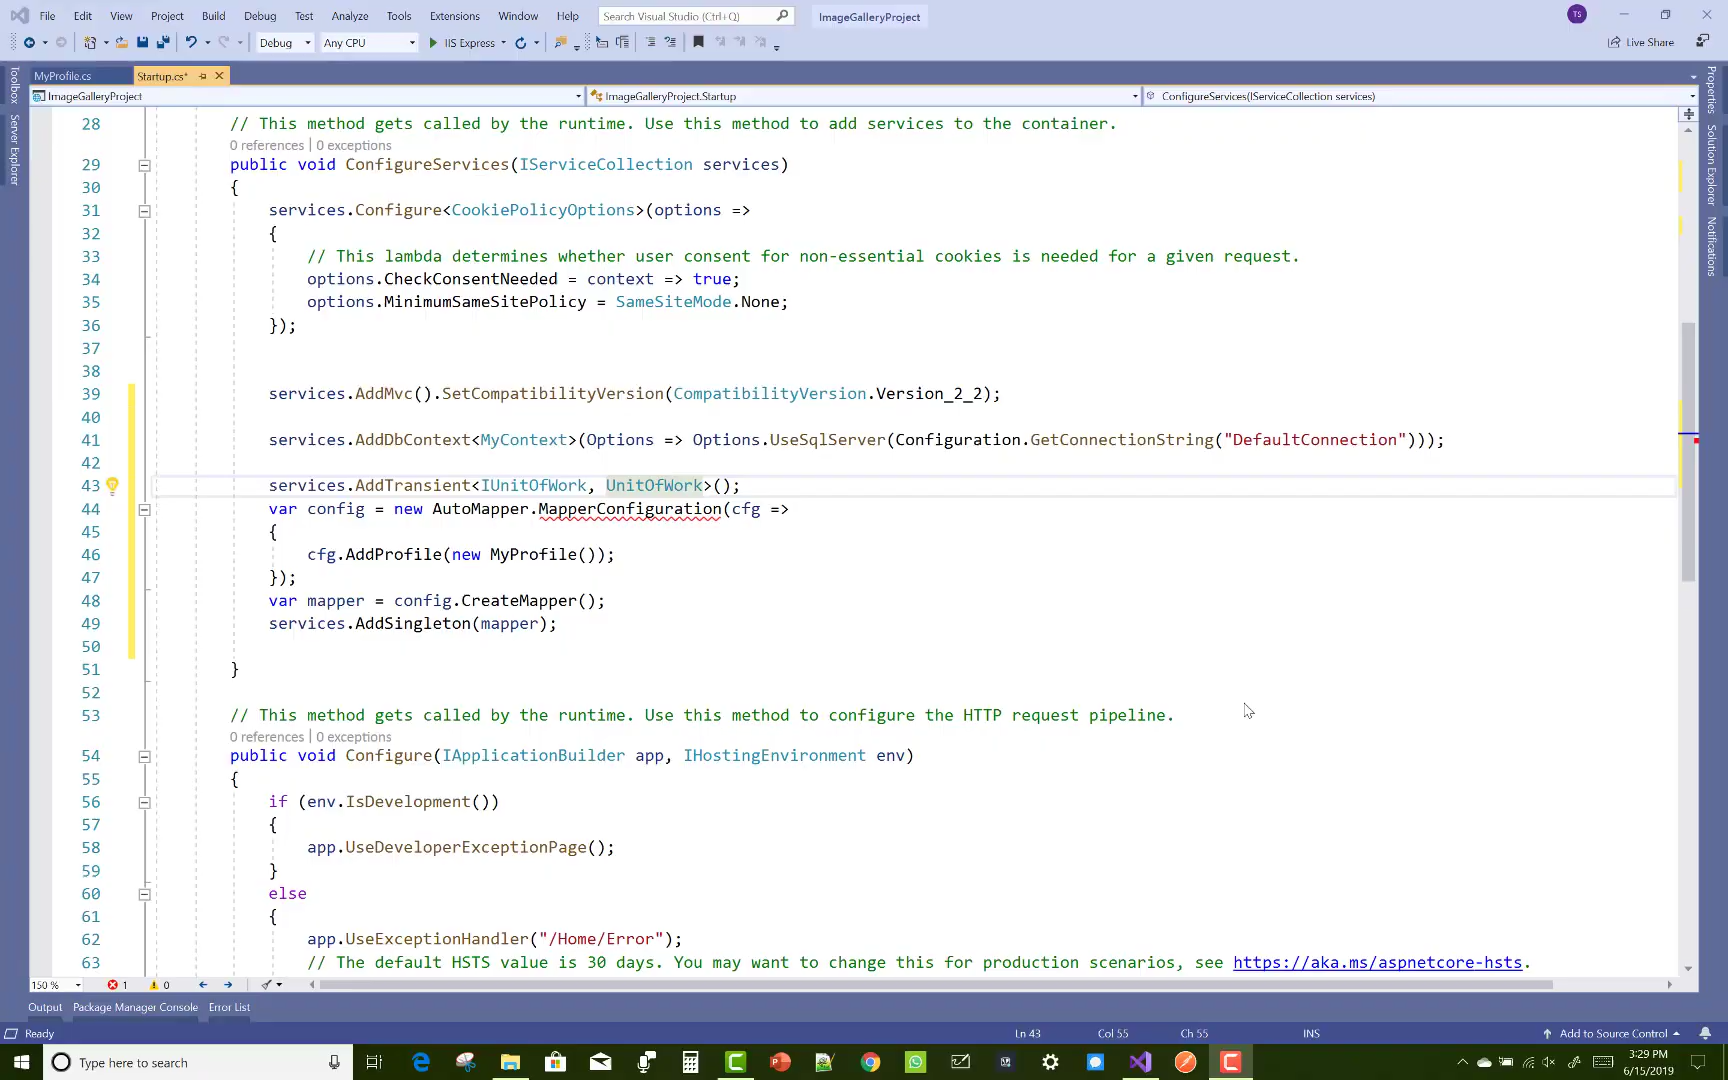 File Edit View Project Build Debug Test Analyze Tools Extensions Window Help Search Visual Studio (Ctrl+Q) ImageGalleryProject TS
Debug Any CPU IIS Express Live Share
MyProfile.cs Startup.cs*
ImageGalleryProject ImageGalleryProject.Startup ConfigureServices(IServiceCollection services)
Toolbox
Server Explorer
Properties
Solution Explorer
Notifications
28 // This method gets called by the runtime. Use this method to add services to the container.
0 references | 0 exceptions
29 public void ConfigureServices(IServiceCollection services)
30 {
31 services.Configure<CookiePolicyOptions>(options =>
32 {
33 // This lambda determines whether user consent for non-essential cookies is needed for a given request.
34 options.CheckConsentNeeded = context => true;
35 options.MinimumSameSitePolicy = SameSiteMode.None;
36 });
37
38
39 services.AddMvc().SetCompatibilityVersion(CompatibilityVersion.Version_2_2);
40
41 services.AddDbContext<MyContext>(Options => Options.UseSqlServer(Configuration.GetConnectionString("DefaultConnection")));
42
43 services.AddTransient<IUnitOfWork, UnitOfWork>();
44 var config = new AutoMapper.MapperConfiguration(cfg =>
45 {
46 cfg.AddProfile(new MyProfile());
47 });
48 var mapper = config.CreateMapper();
49 services.AddSingleton(mapper);
50
51 }
52
53 // This method gets called by the runtime. Use this method to configure the HTTP request pipeline.
0 references | 0 exceptions
54 public void Configure(IApplicationBuilder app, IHostingEnvironment env)
55 {
56 if (env.IsDevelopment())
57 {
58 app.UseDeveloperExceptionPage();
59 }
60 else
61 {
62 app.UseExceptionHandler("/Home/Error");
63 // The default HSTS value is 30 days. You may want to change this for production scenarios, see https://aka.ms/aspnetcore-hsts.
150 % 1 0
Output Package Manager Console Error List
Ready Ln 43 Col 55 Ch 55 INS Add to Source Control
Type here to search 3:29 PM
6/15/2019